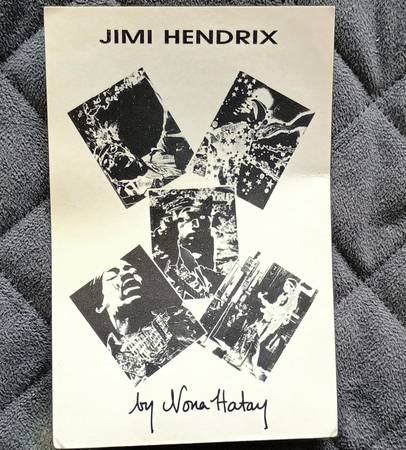 JIMI HENDRIX
by Nona Hatay